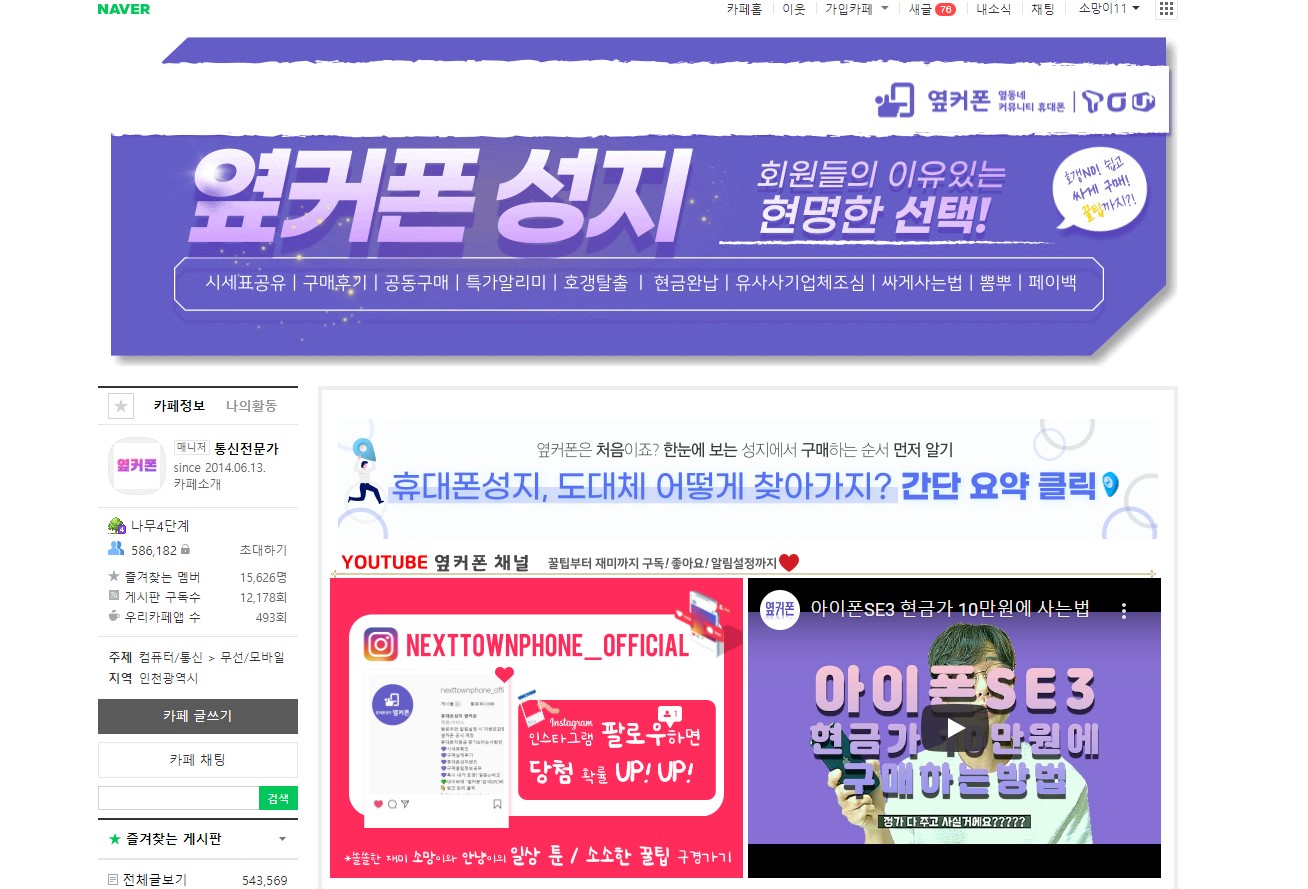 NAVER
카페홈 이웃 가입카페 새글 76 내소식 채팅 소망이11
옆커폰 옆동네 커뮤니티 휴대폰
옆커폰 성지
회원들의 이유있는
현명한 선택!
호갱NO! 쉽고
싸게 구매!
꿀팁까지?!
시세표공유 | 구매후기 | 공동구매 | 특가알리미 | 호갱탈출 | 현금완납 | 유사사기업체조심 | 싸게사는법 | 뽐뿌 | 페이백
카페정보 나의활동
옆커폰
매니저 통신전문가
since 2014.06.13.
카페소개
나무4단계
586,182 초대하기
즐겨찾는 멤버 15,626명
게시판 구독수 12,178회
우리카페앱 수 493회
주제 컴퓨터/통신 > 무선/모바일
지역 인천광역시
카페 글쓰기
카페 채팅
검색
즐겨찾는 게시판
전체글보기 543,569
옆커폰은 처음이죠? 한눈에 보는 성지에서 구매하는 순서 먼저 알기
휴대폰성지, 도대체 어떻게 찾아가지? 간단 요약 클릭
YOUTUBE 옆커폰 채널 꿀팁부터 재미까지 구독! 좋아요! 알림설정까지
NEXTTOWNPHONE_OFFICIAL
nexttownphone_offi
옆커폰
1
Instagram
인스타그램 팔로우하면
당첨 확률 UP! UP!
*쏠쏠한 재미 소망이와 안냥이의 일상 툰 / 소소한 꿀팁 구경가기
옆커폰
아이폰SE3 현금가 10만원에 사는법
아이폰SE3
현금가 10만원에
구매하는방법
정가 다 주고 사실거에요?????